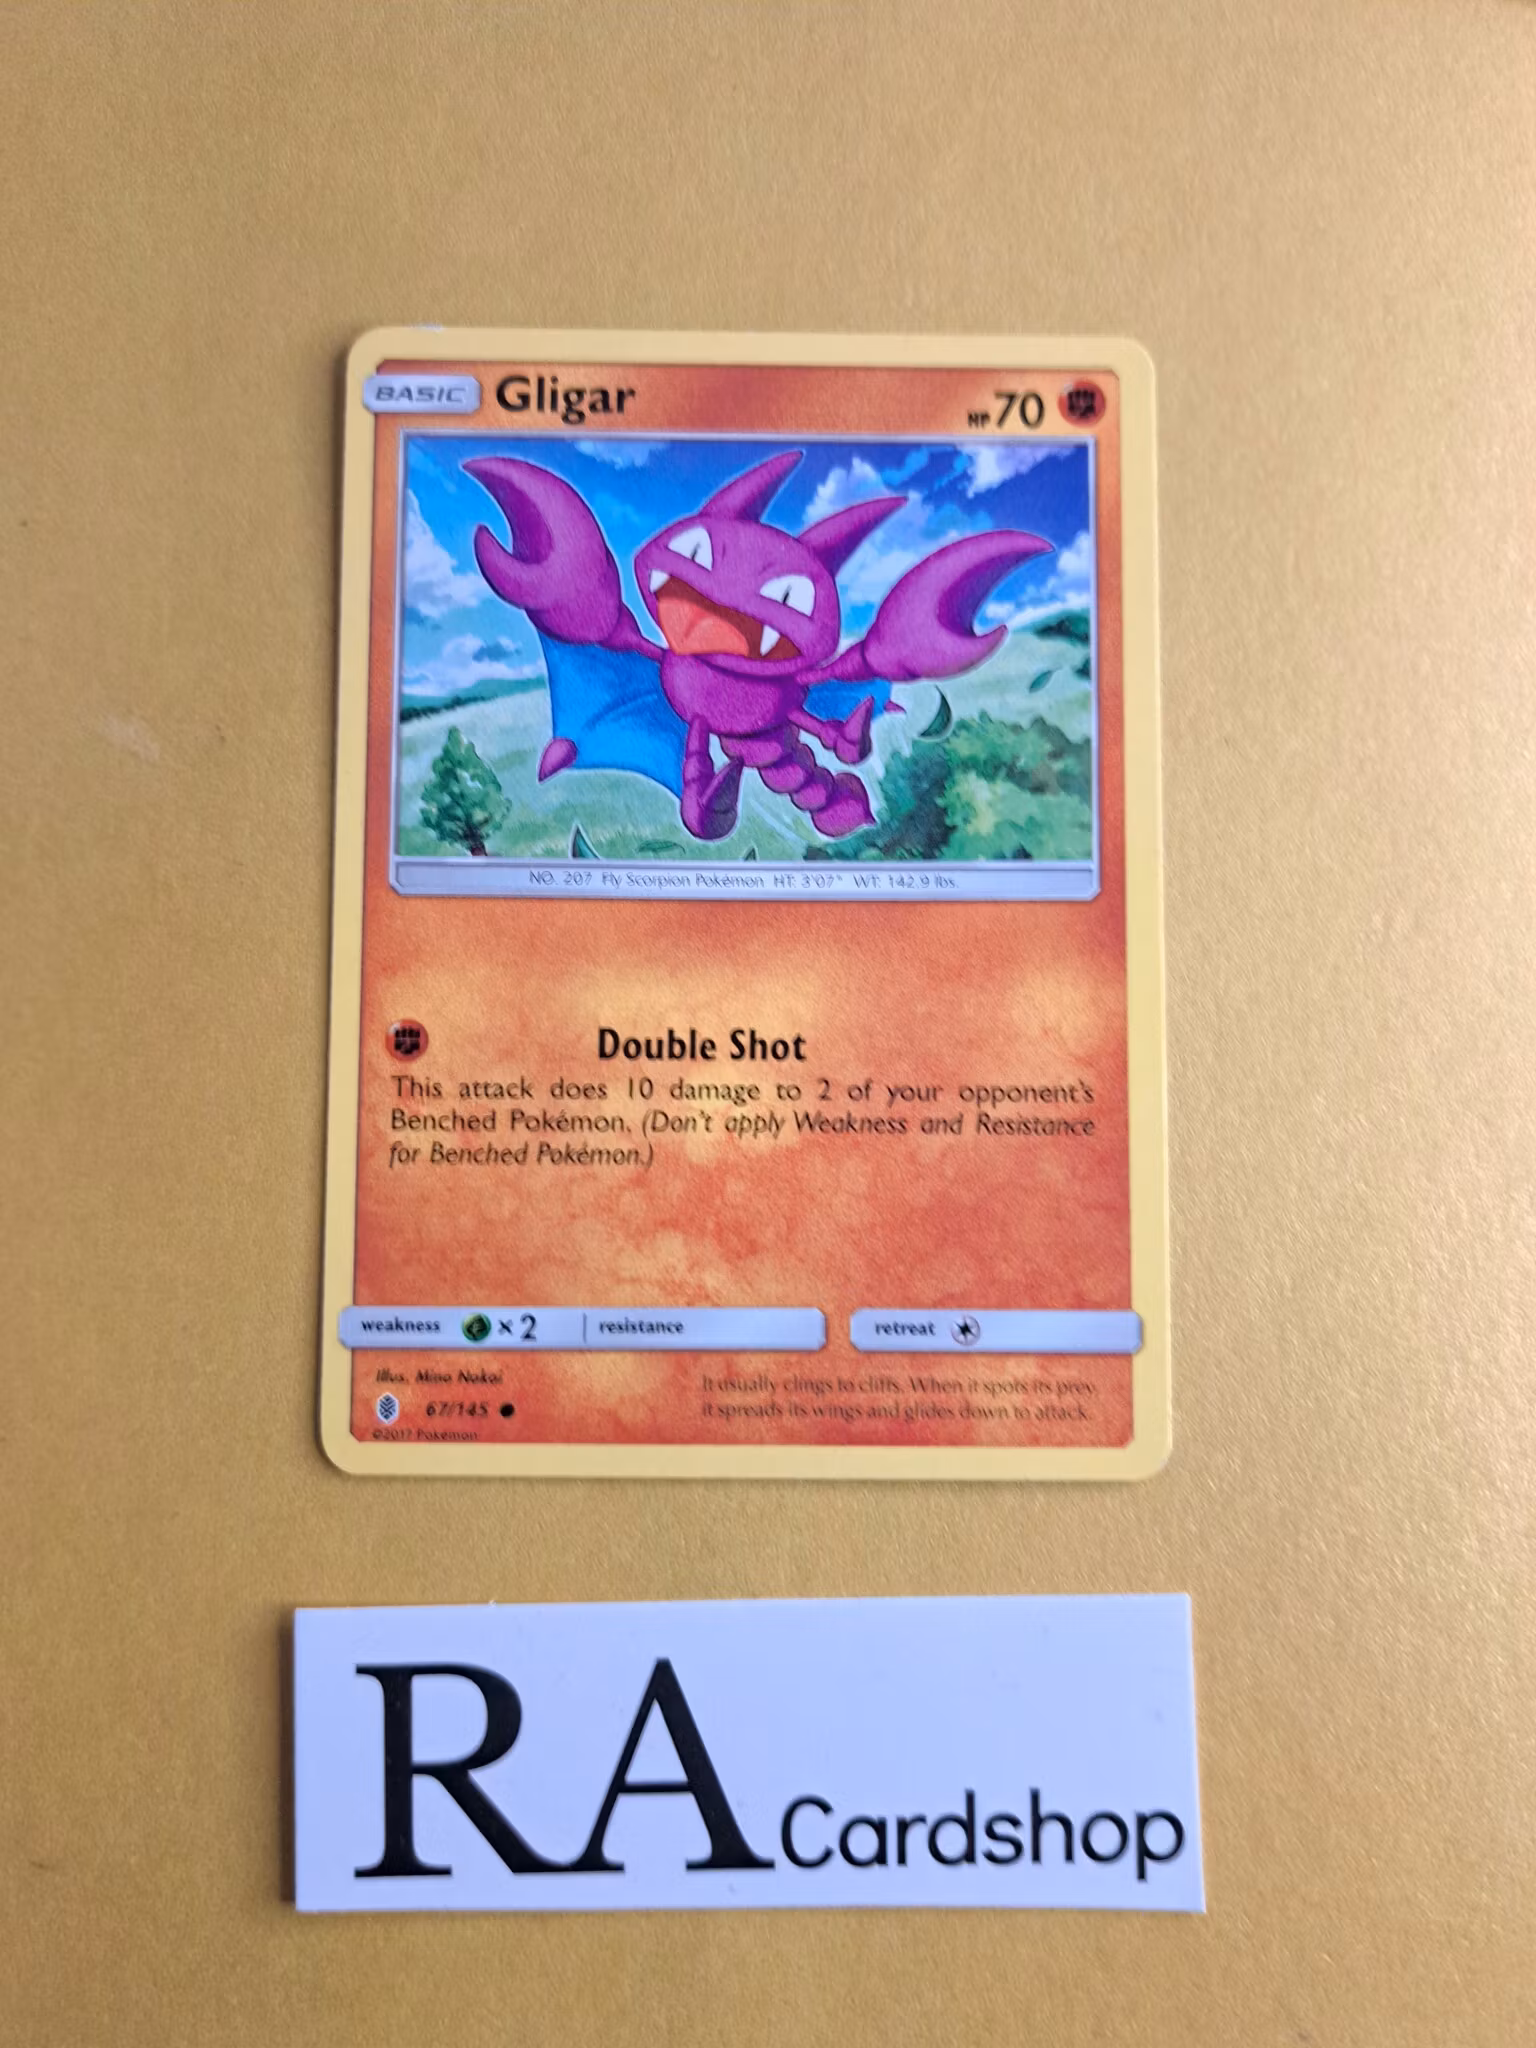 BASIC Gligar HP 70
NO. 207 Fly Scorpion Pokémon HT: 3'07" WT: 142.9 lbs.
Double Shot
This attack does 10 damage to 2 of your opponent's
Benched Pokémon. (Don't apply Weakness and Resistance
for Benched Pokémon.)
weakness × 2 resistance retreat
Illus. Mina Nakai
67/145
©2017 Pokémon
It usually clings to cliffs. When it spots its prey,
it spreads its wings and glides down to attack.
RA Cardshop